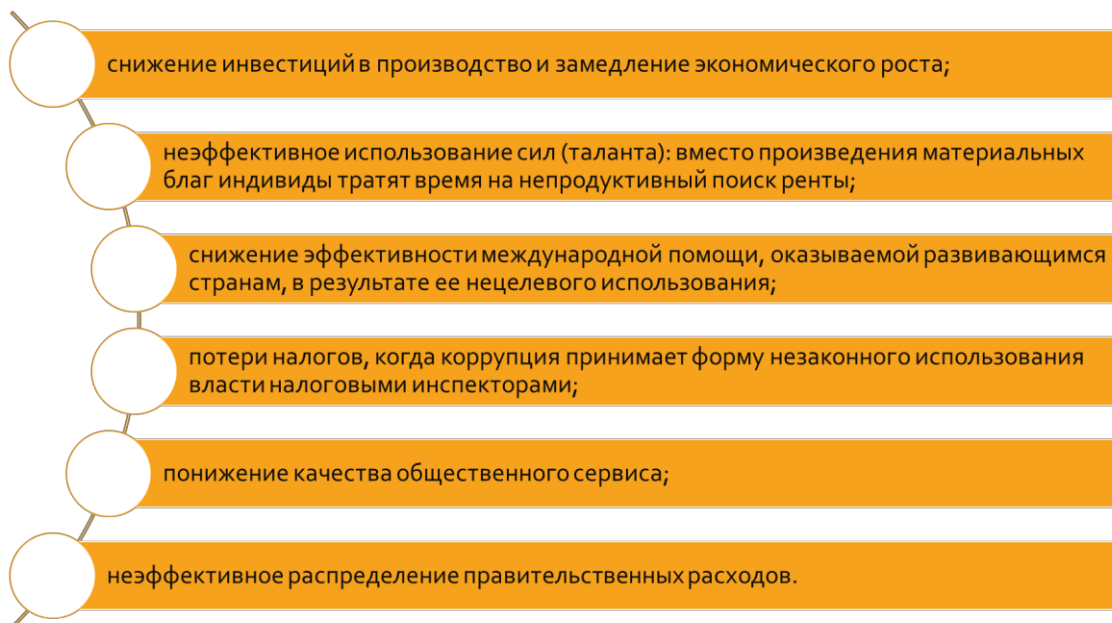 снижение инвестиций в производство и замедление экономического роста;
неэффективное использование сил (таланта): вместо произведения материальных
благ индивиды тратят время на непродуктивный поиск ренты;
снижение эффективности международной помощи, оказываемой развивающимся
странам, в результате ее нецелевого использования;
потери налогов, когда коррупция принимает форму незаконного использования
власти налоговыми инспекторами;
понижение качества общественного сервиса;
неэффективное распределение правительственных расходов.